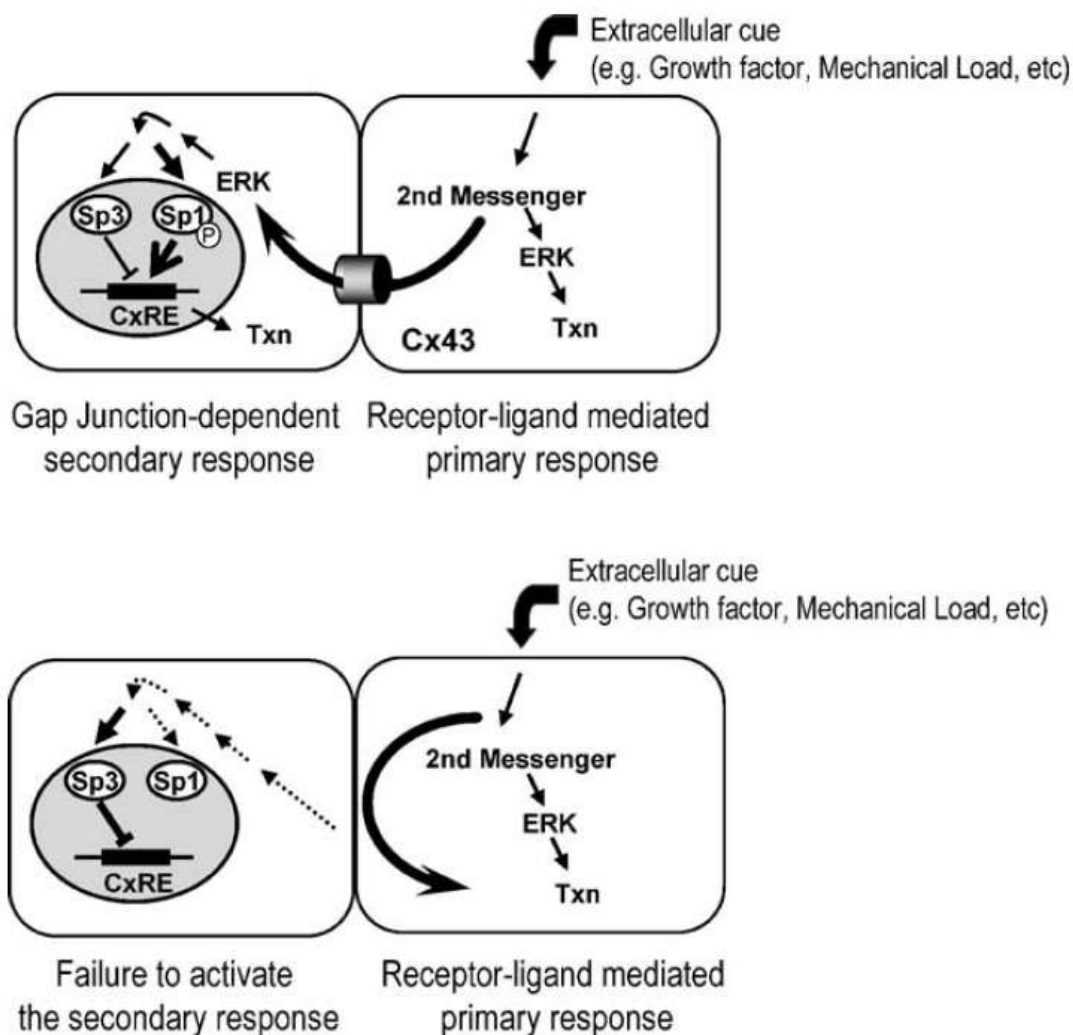 Extracellular cue
(e.g. Growth factor, Mechanical Load, etc)
ERK
Sp3
Sp1
P
CxRE
Txn
2nd Messenger
ERK
Txn
Cx43
Gap Junction-dependent
secondary response
Receptor-ligand mediated
primary response
Extracellular cue
(e.g. Growth factor, Mechanical Load, etc)
Sp3
Sp1
CxRE
2nd Messenger
ERK
Txn
Failure to activate
the secondary response
Receptor-ligand mediated
primary response